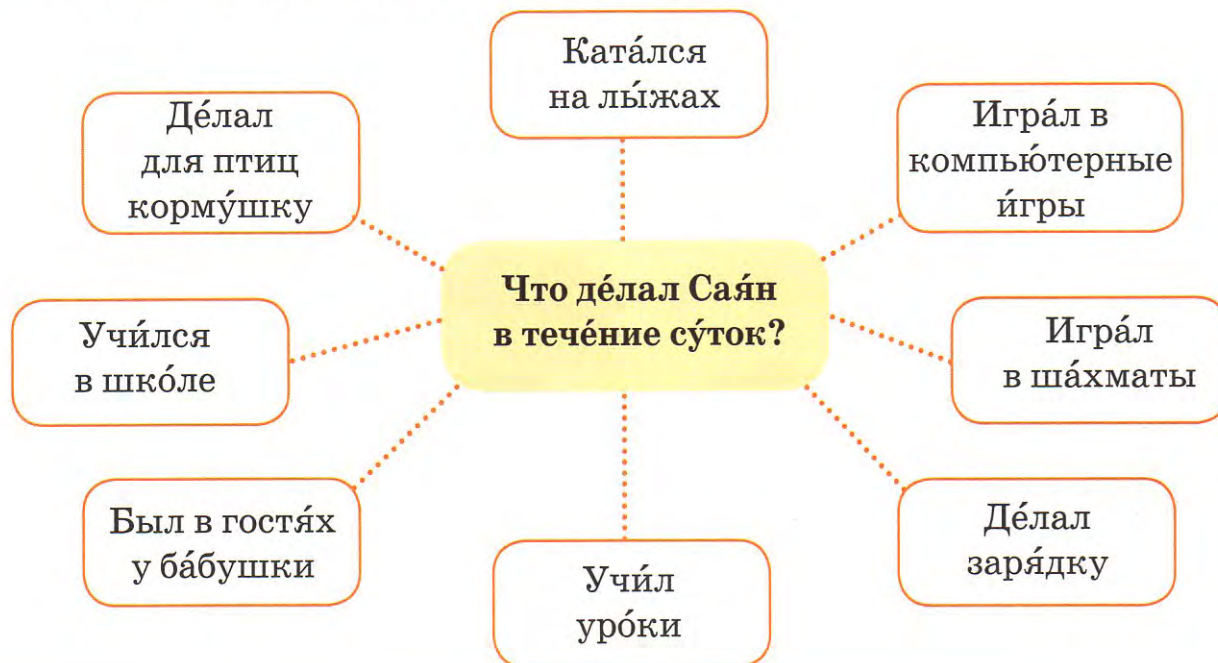 Ката́лся
на лы́жах
Де́лал
для птиц
корму́шку
Игра́л в
компью́терные
и́гры
Что де́лал Сая́н
в тече́ние су́ток?
Учи́лся
в шко́ле
Игра́л
в ша́хматы
Был в гостя́х
у ба́бушки
Учи́л
уро́ки
Де́лал
заря́дку